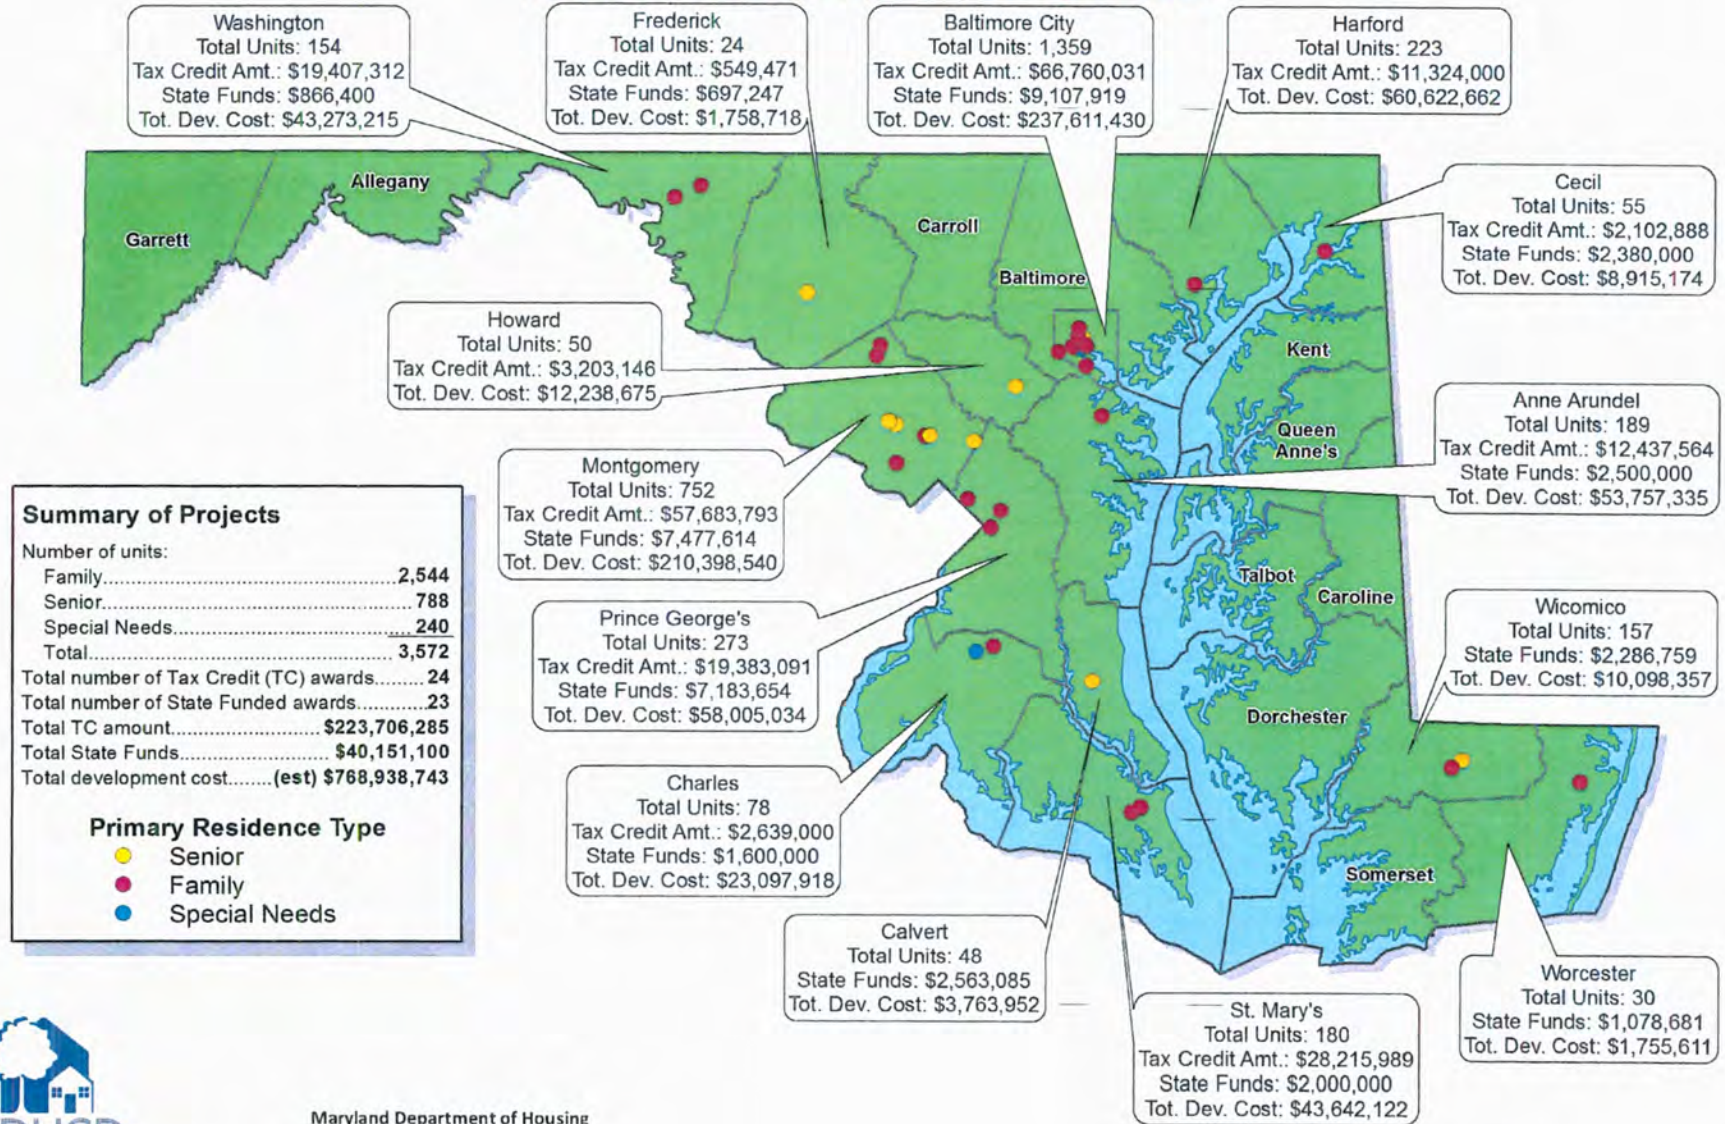 Washington
Total Units: 154
Tax Credit Amt.: $19,407,312
State Funds: $866,400
Tot. Dev. Cost: $43,273,215
Frederick
Total Units: 24
Tax Credit Amt.: $549,471
State Funds: $697,247
Tot. Dev. Cost: $1,758,718
Baltimore City
Total Units: 1,359
Tax Credit Amt.: $66,760,031
State Funds: $9,107,919
Tot. Dev. Cost: $237,611,430
Harford
Total Units: 223
Tax Credit Amt.: $11,324,000
Tot. Dev. Cost: $60,622,662
Cecil
Total Units: 55
Tax Credit Amt.: $2,102,888
State Funds: $2,380,000
Tot. Dev. Cost: $8,915,174
Garrett
Allegany
Carroll
Baltimore
Kent
Queen
Anne's
Talbot
Caroline
Dorchester
Somerset
Howard
Total Units: 50
Tax Credit Amt.: $3,203,146
Tot. Dev. Cost: $12,238,675
Anne Arundel
Total Units: 189
Tax Credit Amt.: $12,437,564
State Funds: $2,500,000
Tot. Dev. Cost: $53,757,335
Montgomery
Total Units: 752
Tax Credit Amt.: $57,683,793
State Funds: $7,477,614
Tot. Dev. Cost: $210,398,540
Prince George's
Total Units: 273
Tax Credit Amt.: $19,383,091
State Funds: $7,183,654
Tot. Dev. Cost: $58,005,034
Wicomico
Total Units: 157
State Funds: $2,286,759
Tot. Dev. Cost: $10,098,357
Charles
Total Units: 78
Tax Credit Amt.: $2,639,000
State Funds: $1,600,000
Tot. Dev. Cost: $23,097,918
Calvert
Total Units: 48
State Funds: $2,563,085
Tot. Dev. Cost: $3,763,952
St. Mary's
Total Units: 180
Tax Credit Amt.: $28,215,989
State Funds: $2,000,000
Tot. Dev. Cost: $43,642,122
Worcester
Total Units: 30
State Funds: $1,078,681
Tot. Dev. Cost: $1,755,611
Summary of Projects
Number of units:
Family....................2,544
Senior....................788
Special Needs....................240
Total....................3,572
Total number of Tax Credit (TC) awards........24
Total number of State Funded awards...........23
Total TC amount....................$223,706,285
Total State Funds....................$40,151,100
Total development cost........(est) $768,938,743
Primary Residence Type
Senior
Family
Special Needs
Maryland Department of Housing